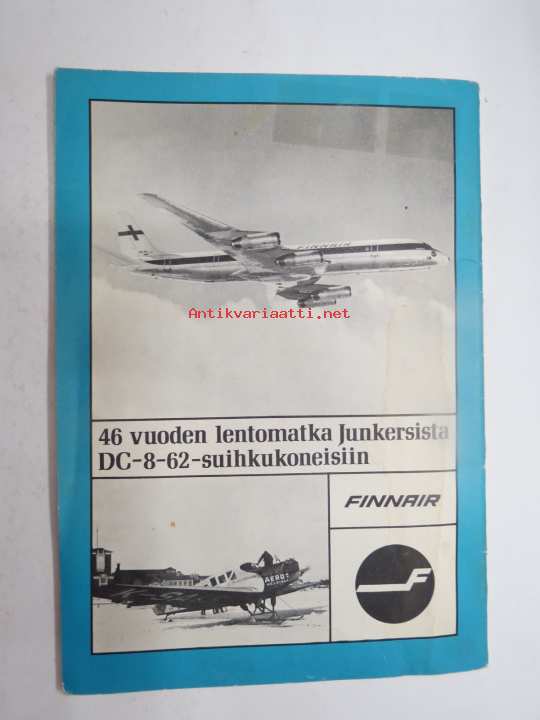 FINNAIR
Antikvariaatti.net
46 vuoden lentomatka Junkersista
DC-8-62-suihkukoneisiin
FINNAIR
AERO
F